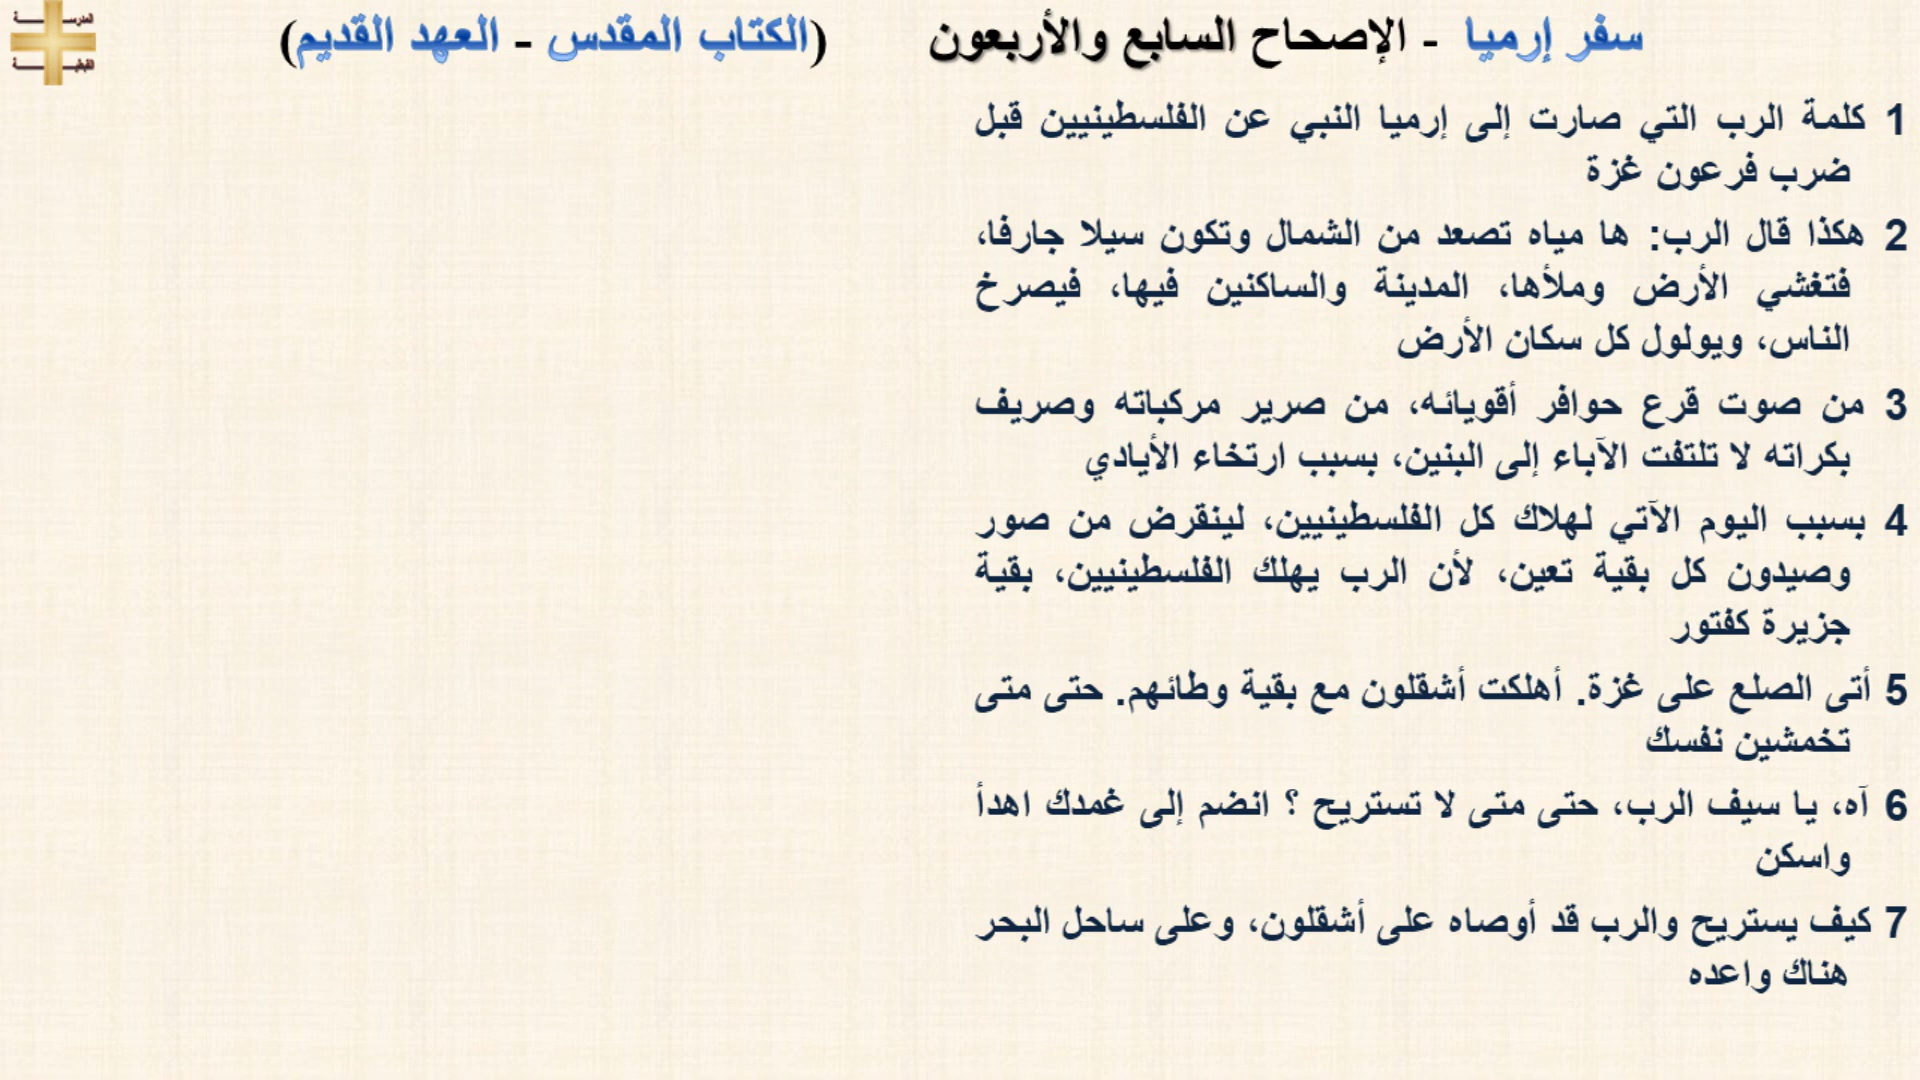 سفر إرميا - الإصحاح السابع والأربعون (الكتاب المقدس - العهد القديم)
1 كلمة الرب التي صارت إلى إرميا النبي عن الفلسطينيين قبل
ضرب فرعون غزة
2 هكذا قال الرب: ها مياه تصعد من الشمال وتكون سيلا جارفا،
فتغشي الأرض وملأها، المدينة والساكنين فيها، فيصرخ
الناس، ويولول كل سكان الأرض
3 من صوت قرع حوافر أقويائه، من صرير مركباته وصريف
بكراته لا تلتفت الآباء إلى البنين، بسبب ارتخاء الأيادي
4 بسبب اليوم الآتي لهلاك كل الفلسطينيين، لينقرض من صور
وصيدون كل بقية تعين، لأن الرب يهلك الفلسطينيين، بقية
جزيرة كفتور
5 أتى الصلع على غزة. أهلكت أشقلون مع بقية وطائهم. حتى متى
تخمشين نفسك
6 آه، يا سيف الرب، حتى متى لا تستريح ؟ انضم إلى غمدك اهدأ
واسكن
7 كيف يستريح والرب قد أوصاه على أشقلون، وعلى ساحل البحر
هناك واعده